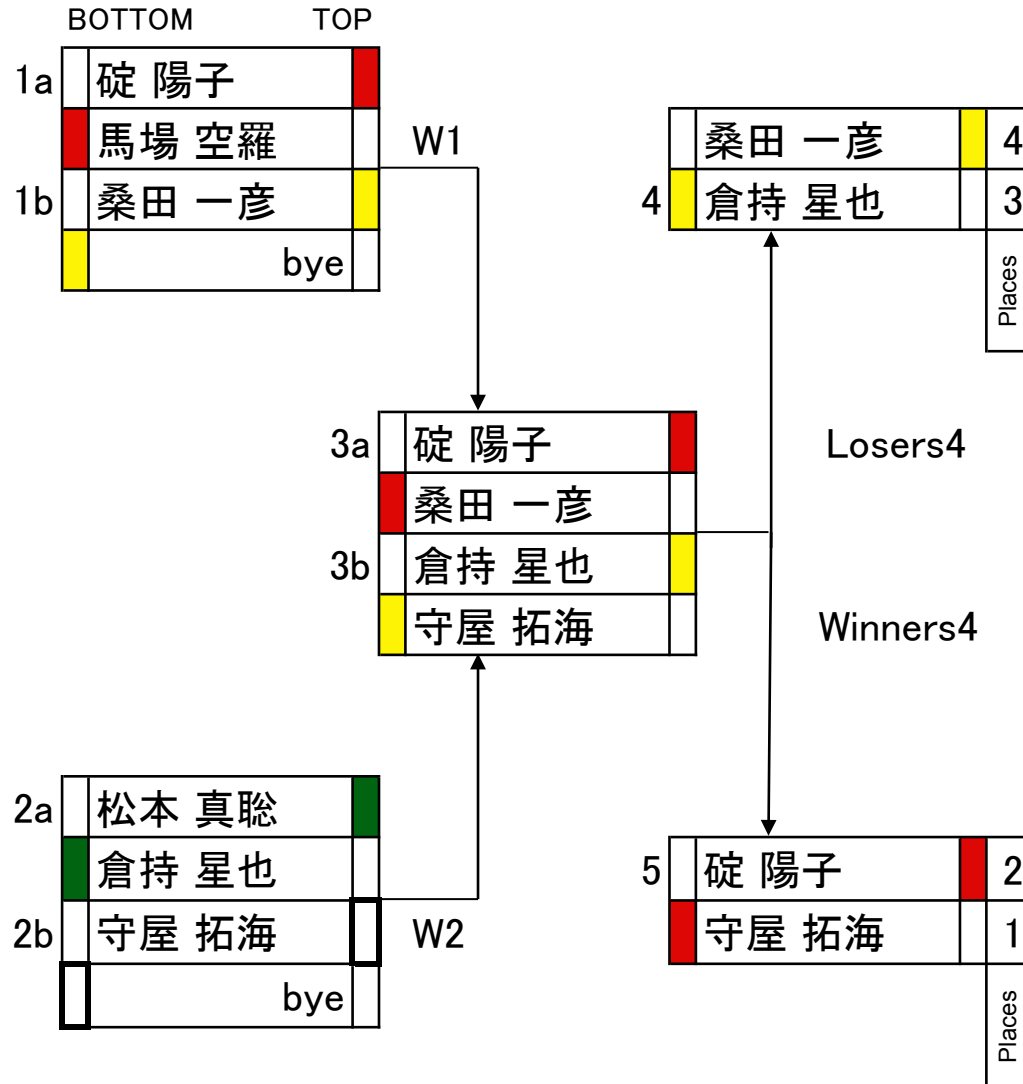 BOTTOM TOP
1a 碇 陽子
馬場 空羅
W1
1b 桑田 一彦
bye
桑田 一彦 4
4 倉持 星也 3
Places
3a 碇 陽子
桑田 一彦
3b 倉持 星也
守屋 拓海
Losers4
Winners4
2a 松本 真聡
倉持 星也
2b 守屋 拓海
W2
bye
5 碇 陽子 2
守屋 拓海 1
Places